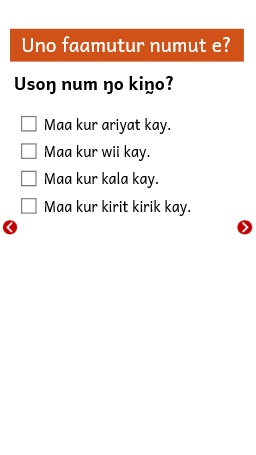 Uno faamutur numut e?
Usoŋ num ŋo kin̰o?
Maa kur ariyat kay.
Maa kur wii kay.
Maa kur kala kay.
Maa kur kirit kirik kay.